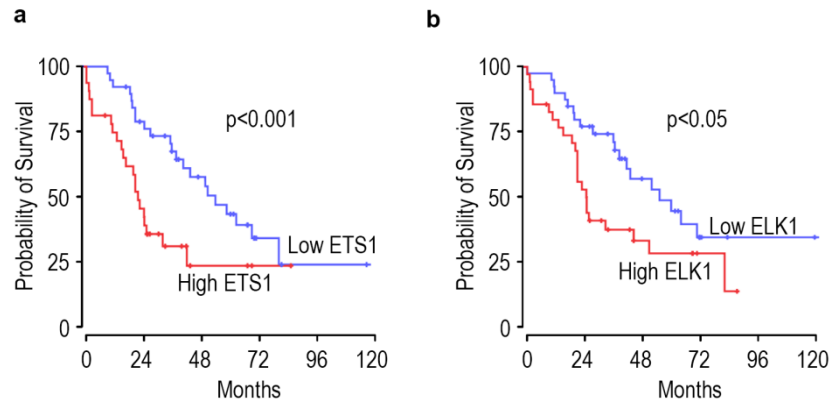 a
Probability of Survival
100
75
50
25
0
p<0.001
Low ETS1
High ETS1
0 24 48 72 96 120
Months
b
Probability of Survival
100
75
50
25
0
p<0.05
Low ELK1
High ELK1
0 24 48 72 96 120
Months